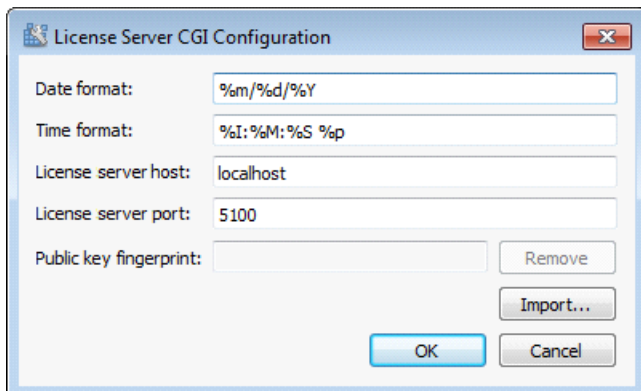 License Server CGI Configuration
Date format: %m/%d/%Y
Time format: %I:%M:%S %p
License server host: localhost
License server port: 5100
Public key fingerprint: Remove
Import...
OK Cancel